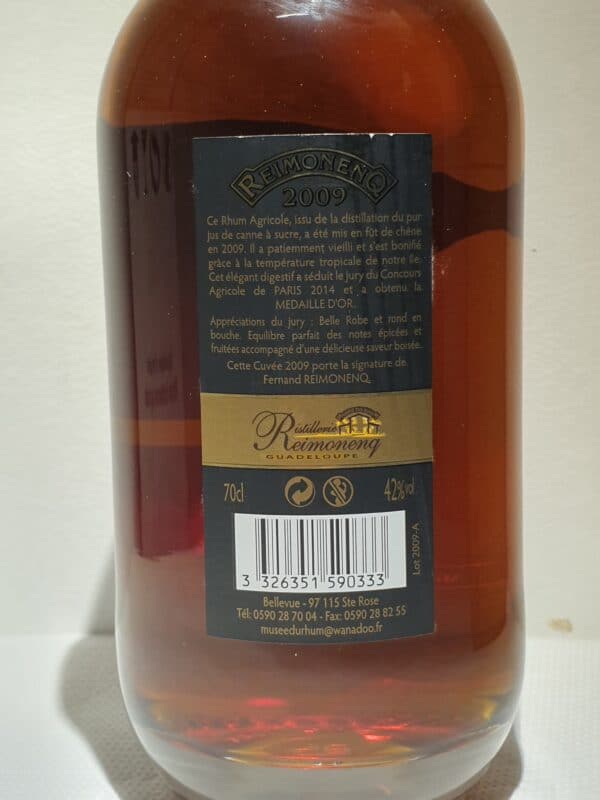 REIMONENQ
2009
Ce Rhum Agricole, issu de la distillation du pur
jus de canne à sucre, a été mis en fût de chêne
en 2009. Il a patiemment vieilli et s'est bonifié
grâce à la température tropicale de notre île.
Cet élégant digestif a séduit le jury du Concours
Agricole de PARIS 2014 et a obtenu la
MEDAILLE D'OR.
Appréciations du jury : Belle Robe et rond en
bouche. Equilibre parfait des notes épicées et
fruitées accompagné d'une délicieuse saveur boisée.
Cette Cuvée 2009 porte la signature de
Fernand REIMONENQ
Distillerie
Reimonenq
GUADELOUPE
70cl 42%vol
3 326351 590333
Lot 2009-A
Bellevue - 97 115 Ste Rose
Tél: 0590 28 70 04 - Fax: 0590 28 82 55
museedurhum@wanadoo.fr